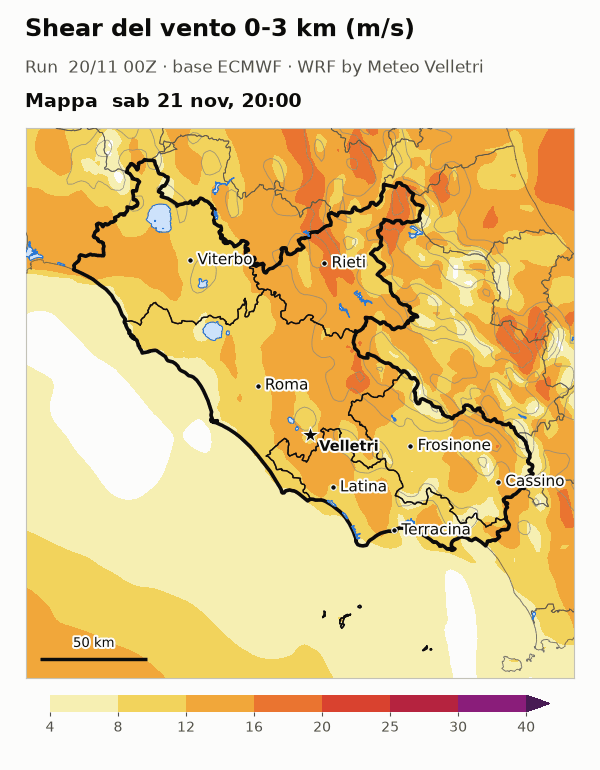 Shear del vento 0-3 km (m/s)
Run  20/11 00Z · base ECMWF · WRF by Meteo Velletri
Mappa  sab 21 nov, 20:00
Viterbo
Rieti
Roma
Velletri
Frosinone
Cassino
Latina
Terracina
50 km
4 8 12 16 20 25 30 40